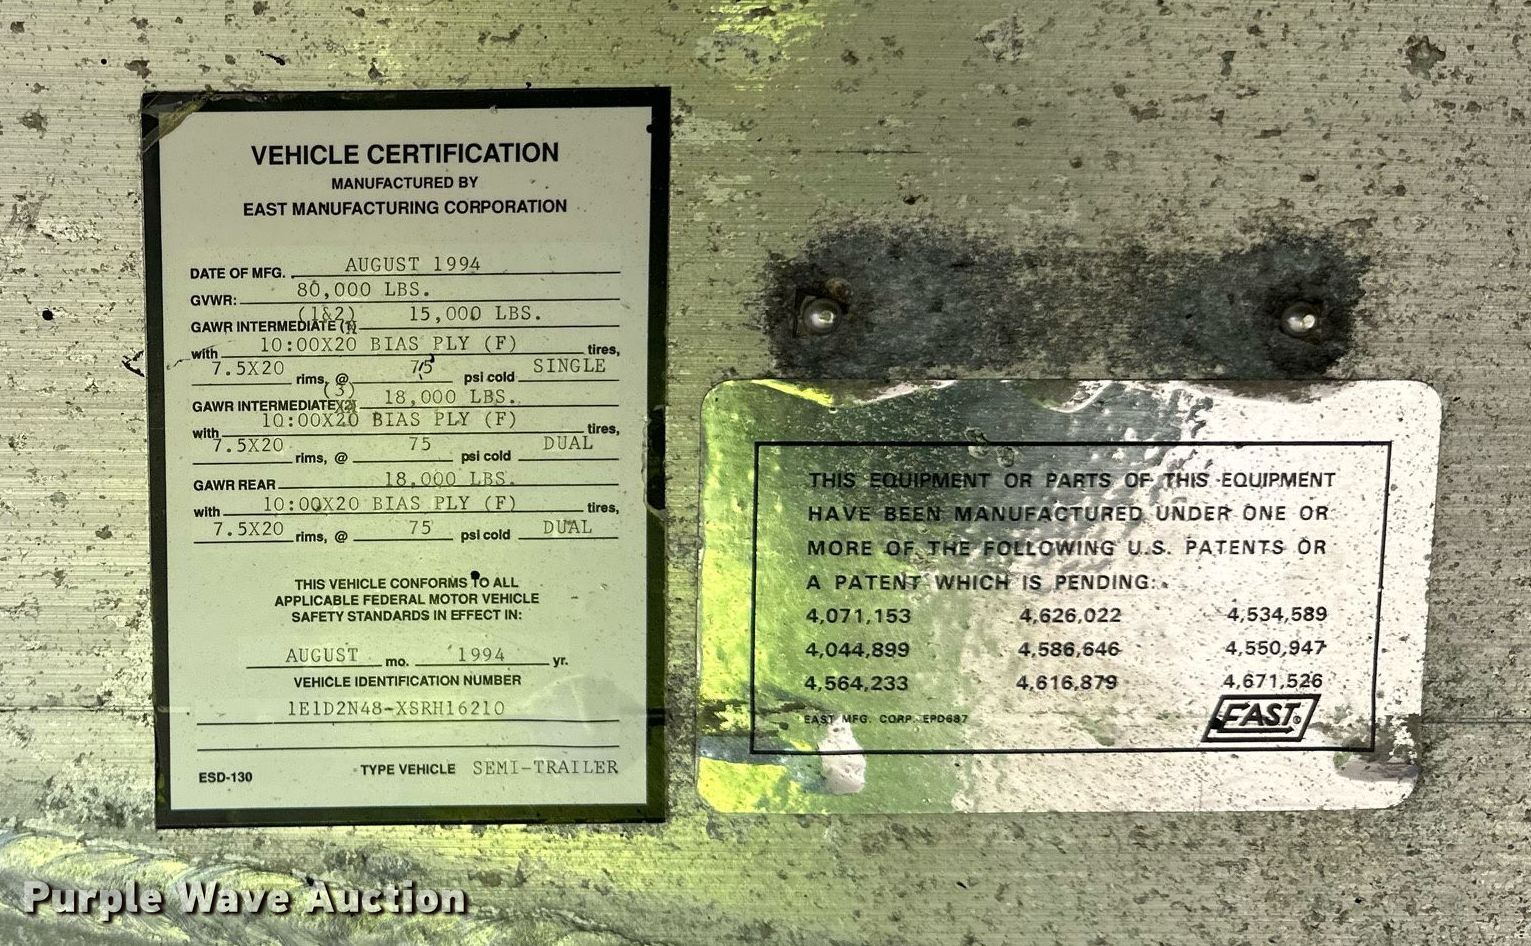 VEHICLE CERTIFICATION
MANUFACTURED BY
EAST MANUFACTURING CORPORATION
DATE OF MFG. AUGUST 1994
GVWR: 80,000 LBS.
(1&2) 15,000 LBS.
GAWR INTERMEDIATE (1)
with 10:00X20 BIAS PLY (F) tires,
7.5X20 rims, @ 75 psi cold SINGLE
(3) 18,000 LBS.
GAWR INTERMEDIATE (2)
with 10:00X20 BIAS PLY (F) tires,
7.5X20 rims, @ 75 psi cold DUAL
GAWR REAR 18,000 LBS.
with 10:00X20 BIAS PLY (F) tires,
7.5X20 rims, @ 75 psi cold DUAL
THIS VEHICLE CONFORMS TO ALL
APPLICABLE FEDERAL MOTOR VEHICLE
SAFETY STANDARDS IN EFFECT IN:
AUGUST mo. 1994 yr.
VEHICLE IDENTIFICATION NUMBER
1E1D2N48-XSRH16210
ESD-130 TYPE VEHICLE SEMI-TRAILER
THIS EQUIPMENT OR PARTS OF THIS EQUIPMENT
HAVE BEEN MANUFACTURED UNDER ONE OR
MORE OF THE FOLLOWING U.S. PATENTS OR
A PATENT WHICH IS PENDING:
4,071,153 4,626,022 4,534,589
4,044,899 4,586,646 4,550,947
4,564,233 4,616,879 4,671,526
EAST MFG. CORP. EPD687
EAST®
Purple Wave Auction